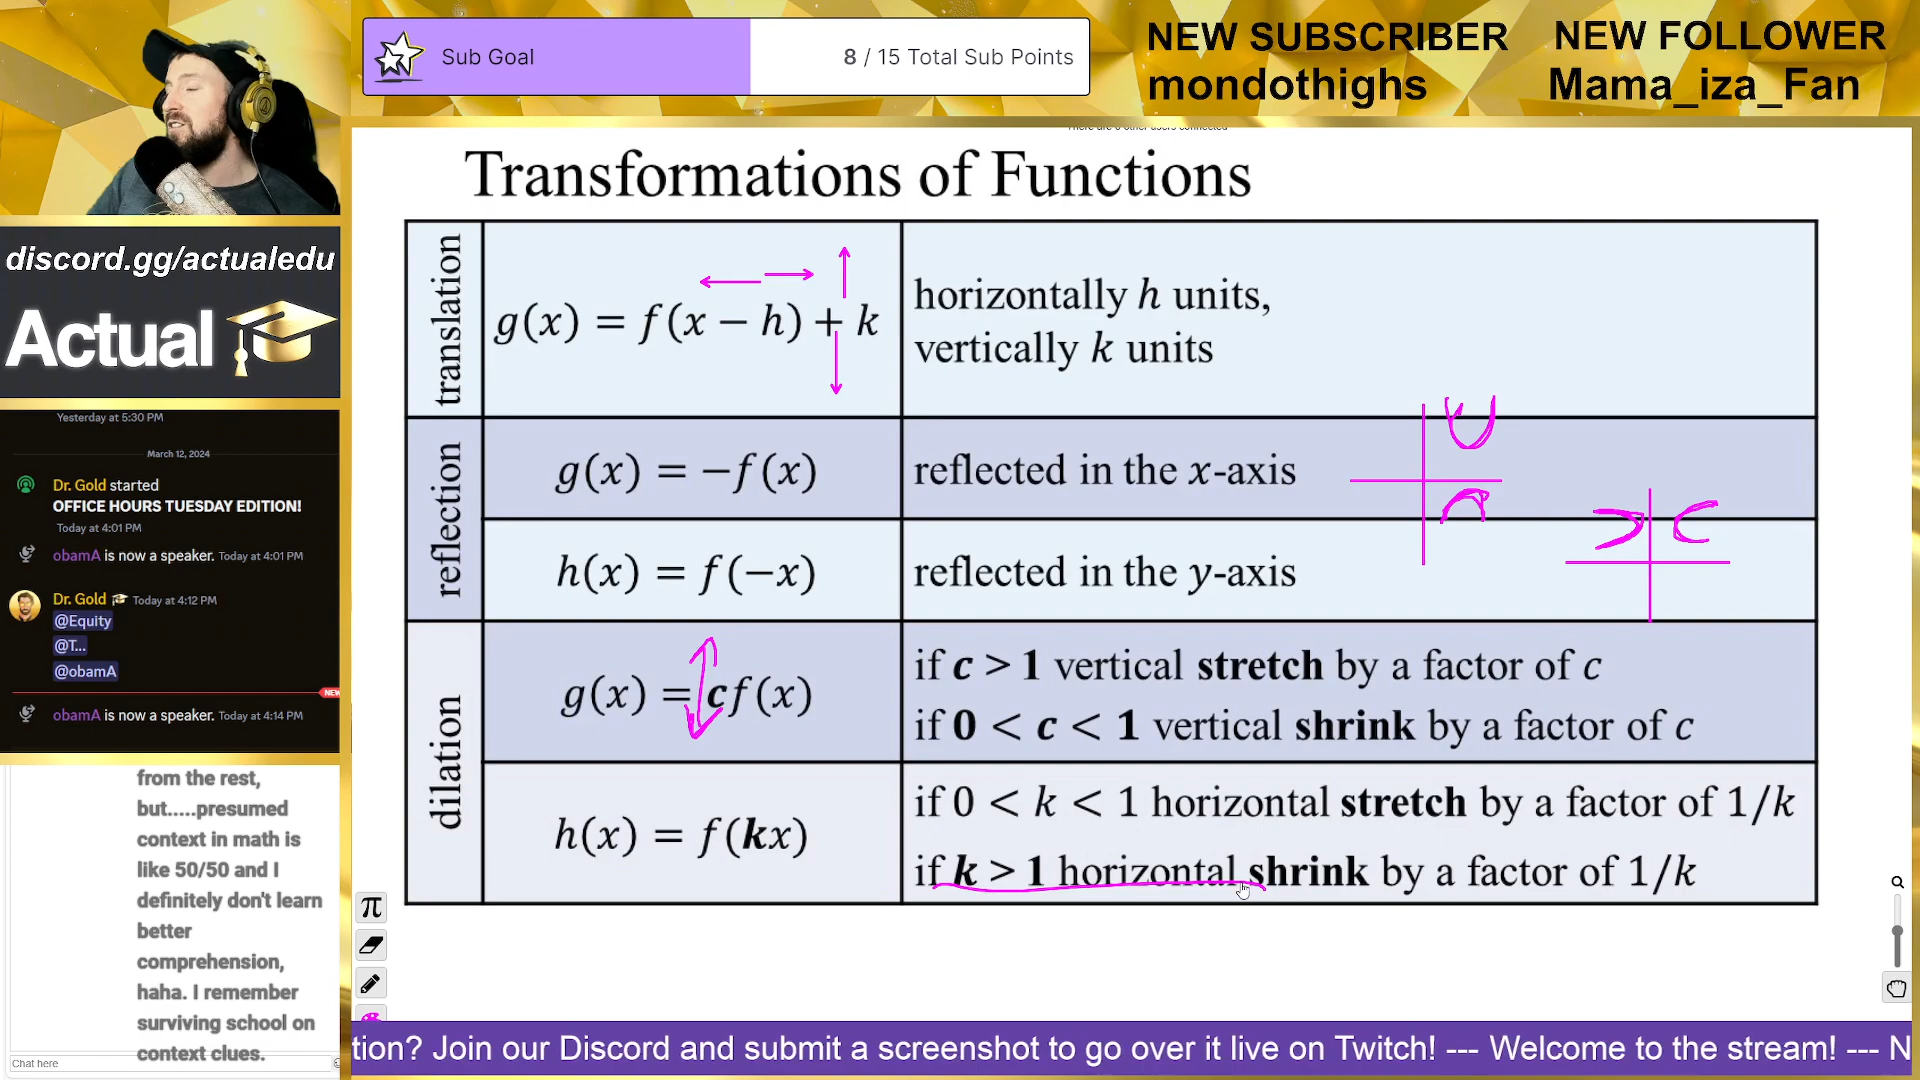 Sub Goal
8 / 15 Total Sub Points
NEW SUBSCRIBER
mondothighs
NEW FOLLOWER
Mama_iza_Fan
There are 6 other users connected
discord.gg/actualedu
Actual
Yesterday at 5:30 PM
March 12, 2024
Dr. Gold started
OFFICE HOURS TUESDAY EDITION!
Today at 4:01 PM
obamA is now a speaker. Today at 4:01 PM
Dr. Gold Today at 4:12 PM
@Equity
@T...
@obamA
NEW
obamA is now a speaker. Today at 4:14 PM
from the rest,
but.....presumed
context in math is
like 50/50 and I
definitely don't learn
better
comprehension,
haha. I remember
surviving school on
context clues.
Chat here
Transformations of Functions
translation
g(x) = f(x − h) + k
horizontally h units,
vertically k units
reflection
g(x) = −f(x)
reflected in the x-axis
h(x) = f(−x)
reflected in the y-axis
dilation
g(x) = cf(x)
if c > 1 vertical stretch by a factor of c
if 0 < c < 1 vertical shrink by a factor of c
h(x) = f(kx)
if 0 < k < 1 horizontal stretch by a factor of 1/k
if k > 1 horizontal shrink by a factor of 1/k
π
tion? Join our Discord and submit a screenshot to go over it live on Twitch! --- Welcome to the stream! --- N